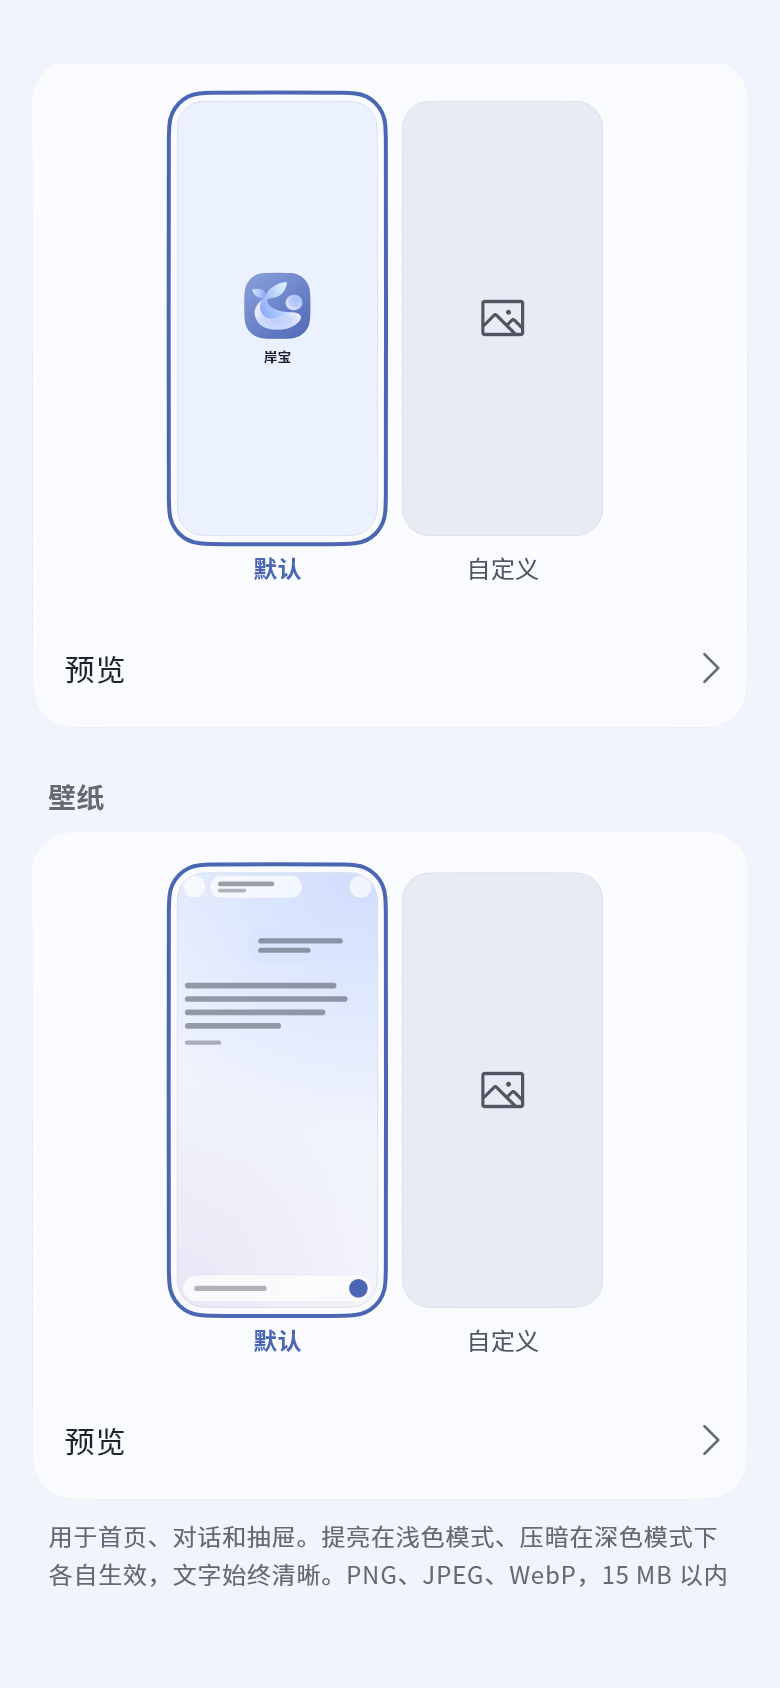 岸宝
默认
自定义
预览
壁纸
默认
自定义
预览
用于首页、对话和抽屉。提亮在浅色模式、压暗在深色模式下
各自生效，文字始终清晰。PNG、JPEG、WebP，15 MB 以内